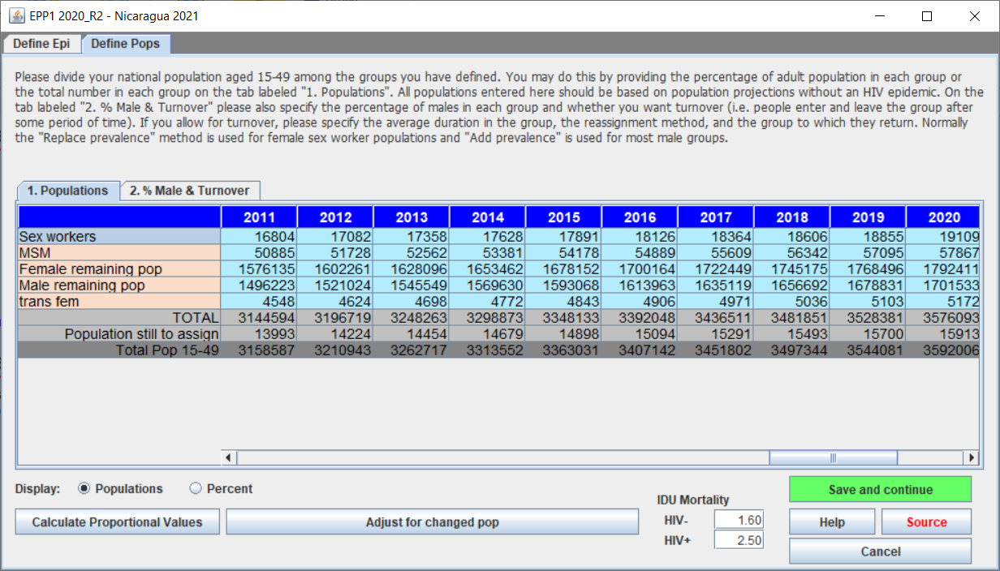 EPP1 2020_R2 - Nicaragua 2021
Define Epi Define Pops
Please divide your national population aged 15-49 among the groups you have defined. You may do this by providing the percentage of adult population in each group or
the total number in each group on the tab labeled "1. Populations". All populations entered here should be based on population projections without an HIV epidemic. On the
tab labeled "2. % Male & Turnover" please also specify the percentage of males in each group and whether you want turnover (i.e. people enter and leave the group after
some period of time). If you allow for turnover, please specify the average duration in the group, the reassignment method, and the group to which they return. Normally
the "Replace prevalence" method is used for female sex worker populations and "Add prevalence" is used for most male groups.
1. Populations 2. % Male & Turnover
2011 2012 2013 2014 2015 2016 2017 2018 2019 2020
Sex workers 16804 17082 17358 17628 17891 18126 18364 18606 18855 19109
MSM 50885 51728 52562 53381 54178 54889 55609 56342 57095 57867
Female remaining pop 1576135 1602261 1628096 1653462 1678152 1700164 1722449 1745175 1768496 1792411
Male remaining pop 1496223 1521024 1545549 1569630 1593068 1613963 1635119 1656692 1678831 1701533
trans fem 4548 4624 4698 4772 4843 4906 4971 5036 5103 5172
TOTAL 3144594 3196719 3248263 3298873 3348133 3392048 3436511 3481851 3528381 3576093
Population still to assign 13993 14224 14454 14679 14898 15094 15291 15493 15700 15913
Total Pop 15-49 3158587 3210943 3262717 3313552 3363031 3407142 3451802 3497344 3544081 3592006
Display: Populations Percent
Calculate Proportional Values Adjust for changed pop
IDU Mortality
HIV- 1.60
HIV+ 2.50
Save and continue
Help Source
Cancel